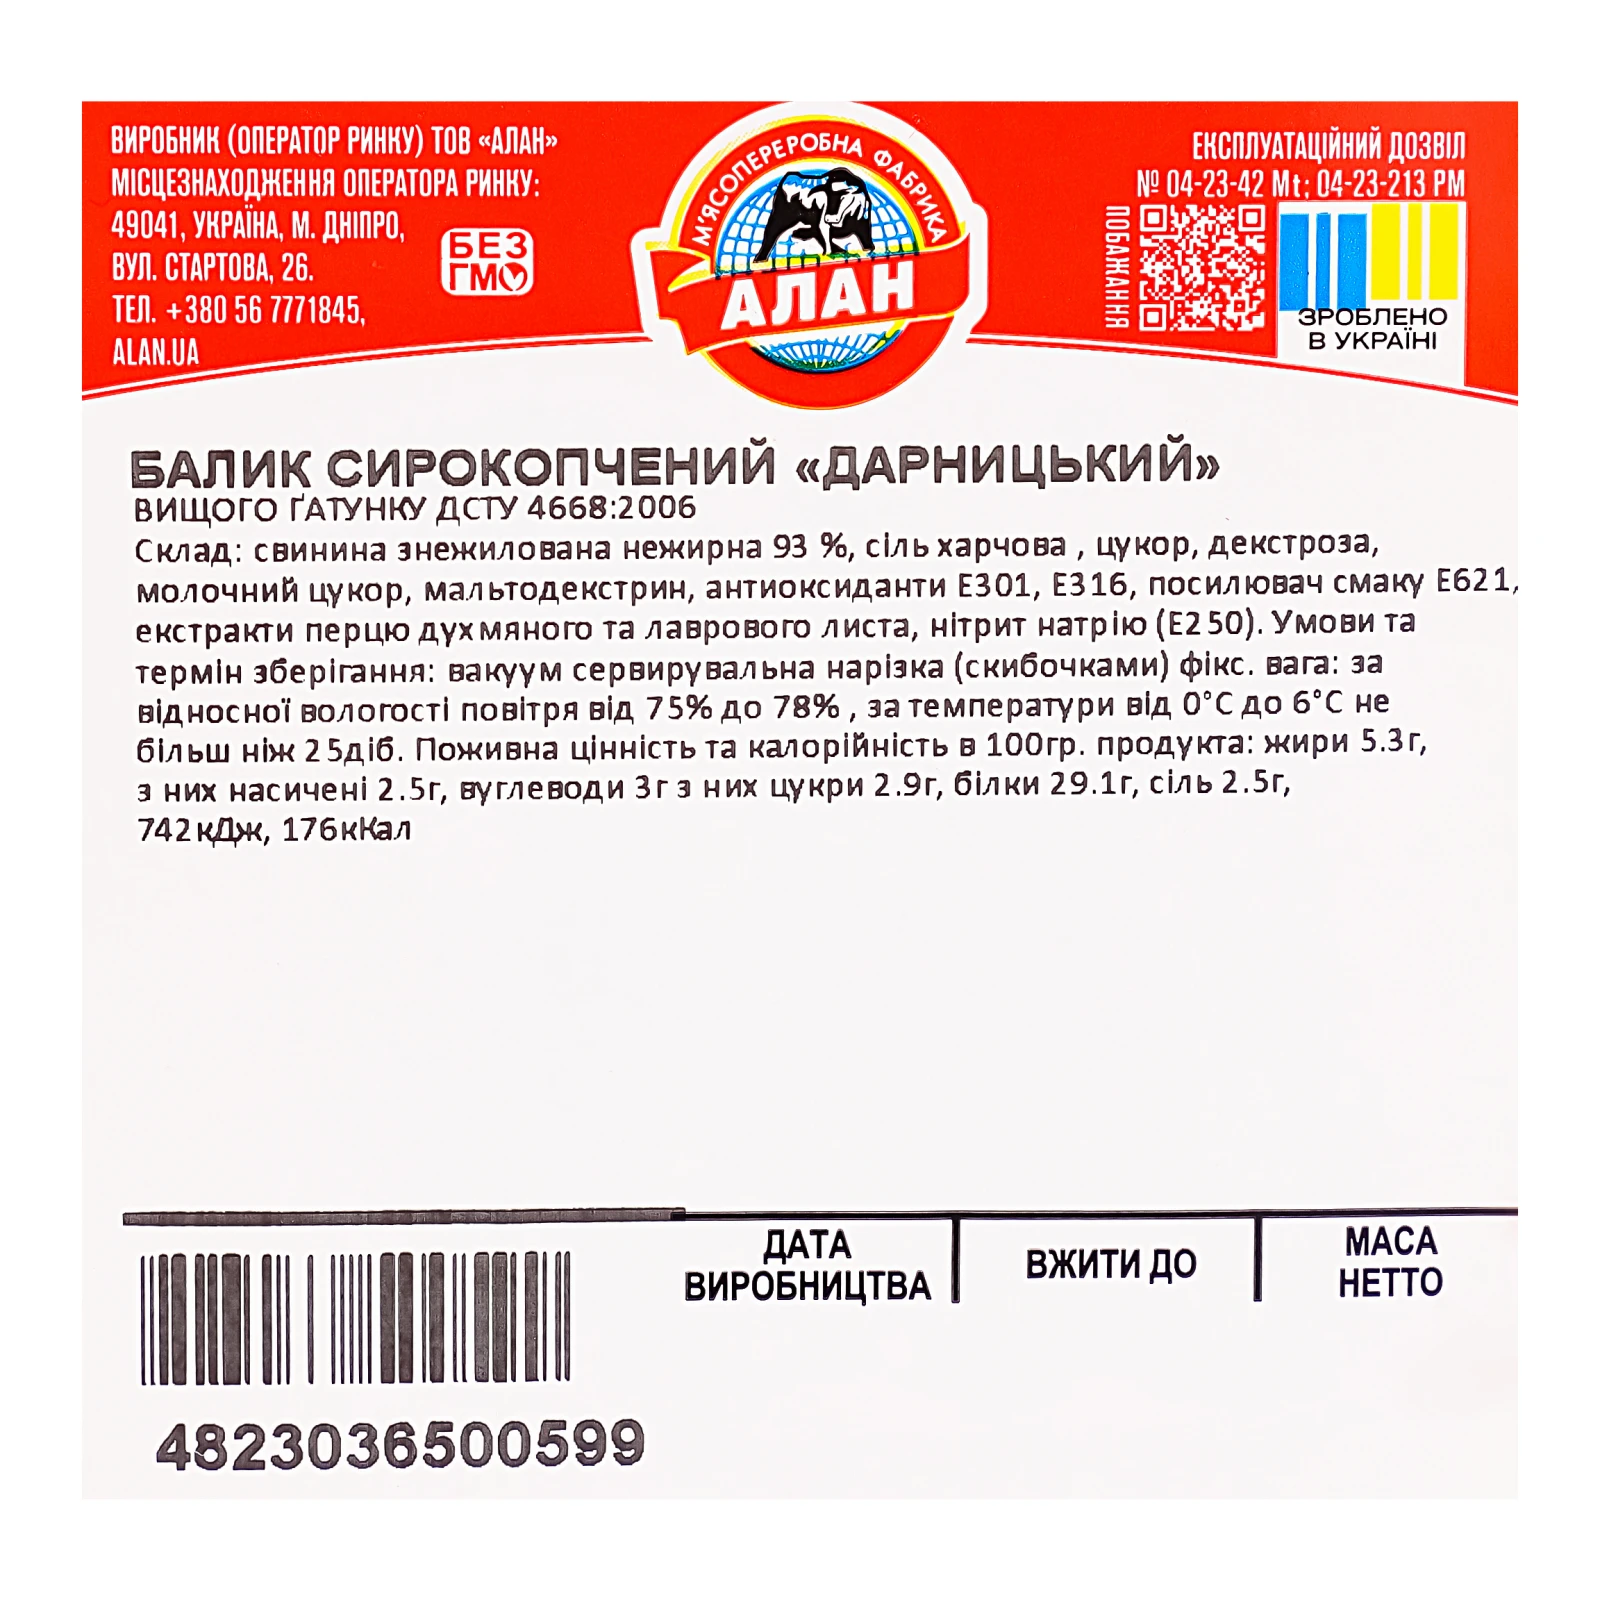 ВИРОБНИК (ОПЕРАТОР РИНКУ) ТОВ «АЛАН»
МІСЦЕЗНАХОДЖЕННЯ ОПЕРАТОРА РИНКУ:
49041, УКРАЇНА, М. ДНІПРО,
ВУЛ. СТАРТОВА, 26.
ТЕЛ. +380 56 7771845,
ALAN.UA
БЕЗ
ГМО
М'ЯСОПЕРЕРОБНА ФАБРИКА
АЛАН
ЕКСПЛУАТАЦІЙНИЙ ДОЗВІЛ
№ 04-23-42 Mt; 04-23-213 PM
ПОБАЖАННЯ
ЗРОБЛЕНО
В УКРАЇНІ
БАЛИК СИРОКОПЧЕНИЙ «ДАРНИЦЬКИЙ»
ВИЩОГО ҐАТУНКУ ДСТУ 4668:2006
Склад: свинина знежилована нежирна 93 %, сіль харчова , цукор, декстроза,
молочний цукор, мальтодекстрин, антиоксиданти Е301, Е316, посилювач смаку Е621,
екстракти перцю духмяного та лаврового листа, нітрит натрію (Е250). Умови та
термін зберігання: вакуум сервирувальна нарізка (скибочками) фікс. вага: за
відносної вологості повітря від 75% до 78% , за температури від 0°С до 6°С не
більш ніж 25діб. Поживна цінність та калорійність в 100гр. продукта: жири 5.3г,
з них насичені 2.5г, вуглеводи 3г з них цукри 2.9г, білки 29.1г, сіль 2.5г,
742кДж, 176кКал
ДАТА
ВИРОБНИЦТВА
ВЖИТИ ДО
МАСА
НЕТТО
4823036500599